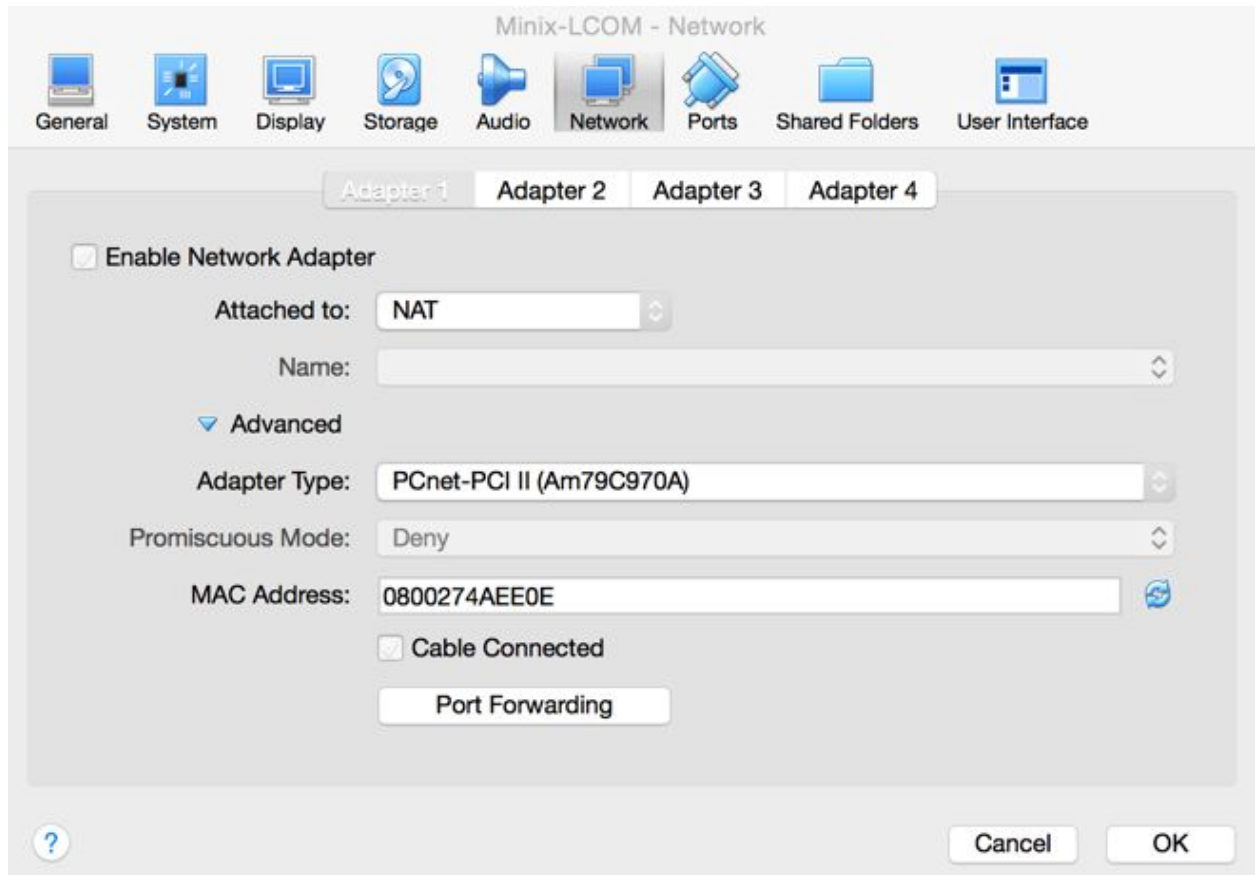 Minix-LCOM - Network
General System Display Storage Audio Network Ports Shared Folders User Interface
Adapter 1 Adapter 2 Adapter 3 Adapter 4
Enable Network Adapter
Attached to: NAT
Name:
Advanced
Adapter Type: PCnet-PCI II (Am79C970A)
Promiscuous Mode: Deny
MAC Address: 0800274AEE0E
Cable Connected
Port Forwarding
? Cancel OK